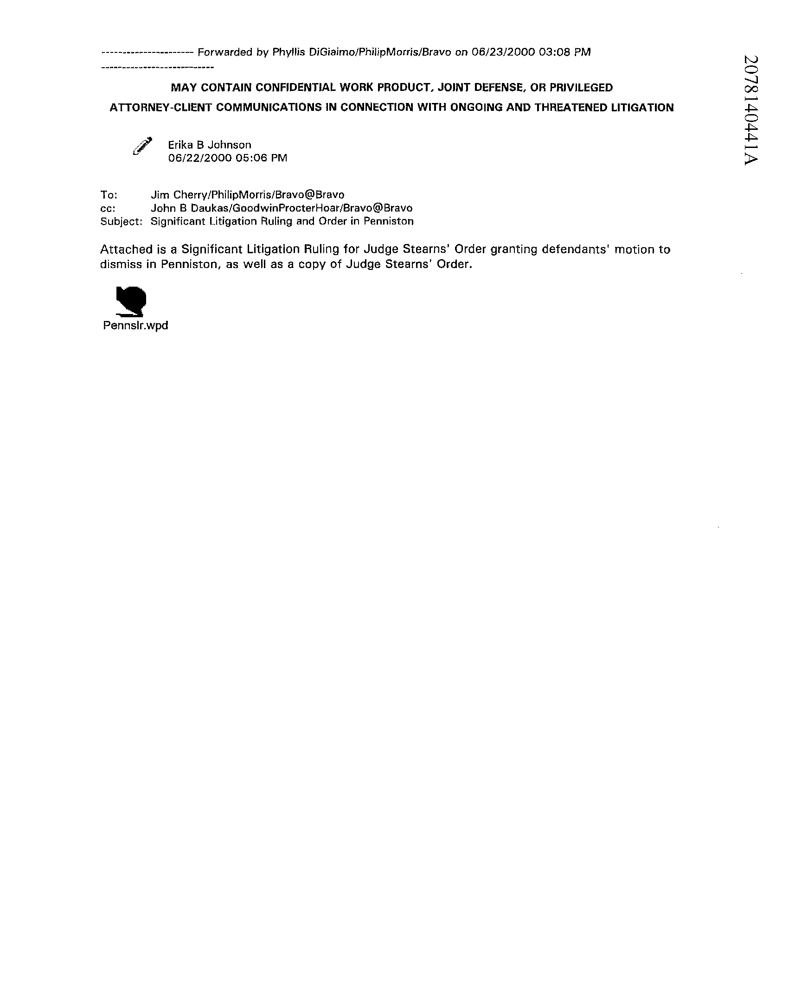 ---------------------- Forwarded by Phyllis DiGiaimo/PhilipMorris/Bravo on 06/23/2000 03:08 PM
---------------------------
MAY CONTAIN CONFIDENTIAL WORK PRODUCT, JOINT DEFENSE, OR PRIVILEGED
ATTORNEY-CLIENT COMMUNICATIONS IN CONNECTION WITH ONGOING AND THREATENED LITIGATION
Erika B Johnson
06/22/2000 05:06 PM
To: Jim Cherry/PhilipMorris/Bravo@Bravo
cc: John B Daukas/GoodwinProcterHoar/Bravo@Bravo
Subject: Significant Litigation Ruling and Order in Penniston
Attached is a Significant Litigation Ruling for Judge Stearns' Order granting defendants' motion to
dismiss in Penniston, as well as a copy of Judge Stearns' Order.
Pennslr.wpd
2078140441A